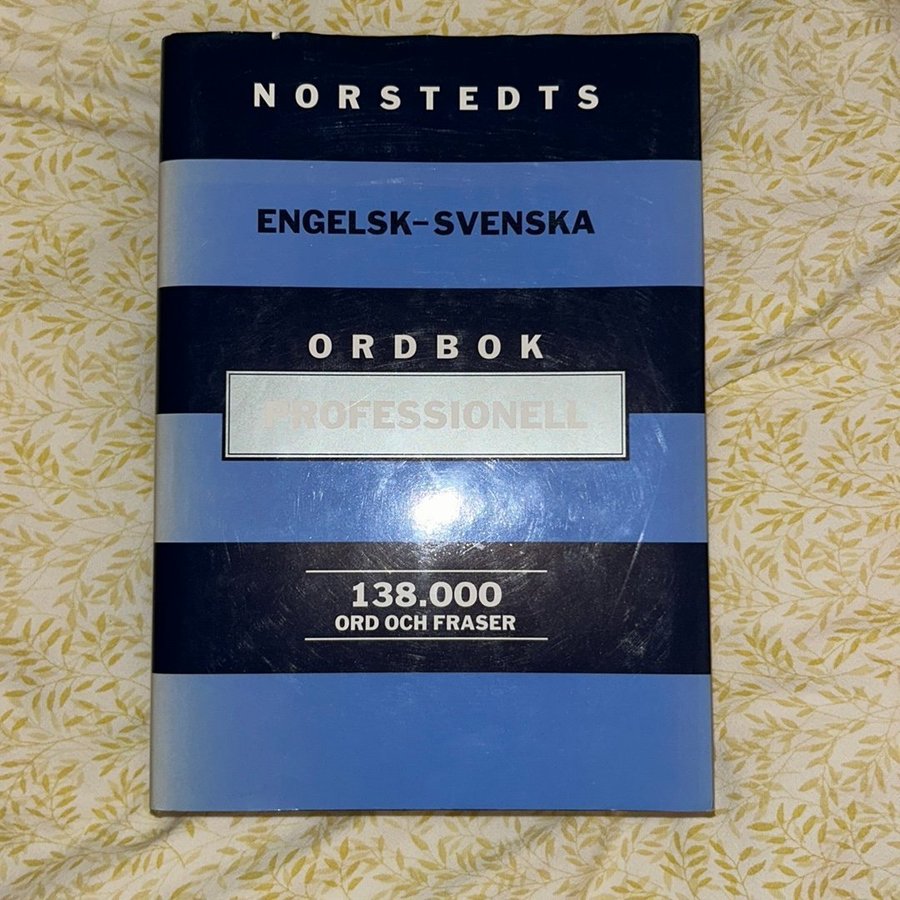 NORSTEDTS
ENGELSK–SVENSKA
ORDBOK
PROFESSIONELL
138.000
ORD OCH FRASER